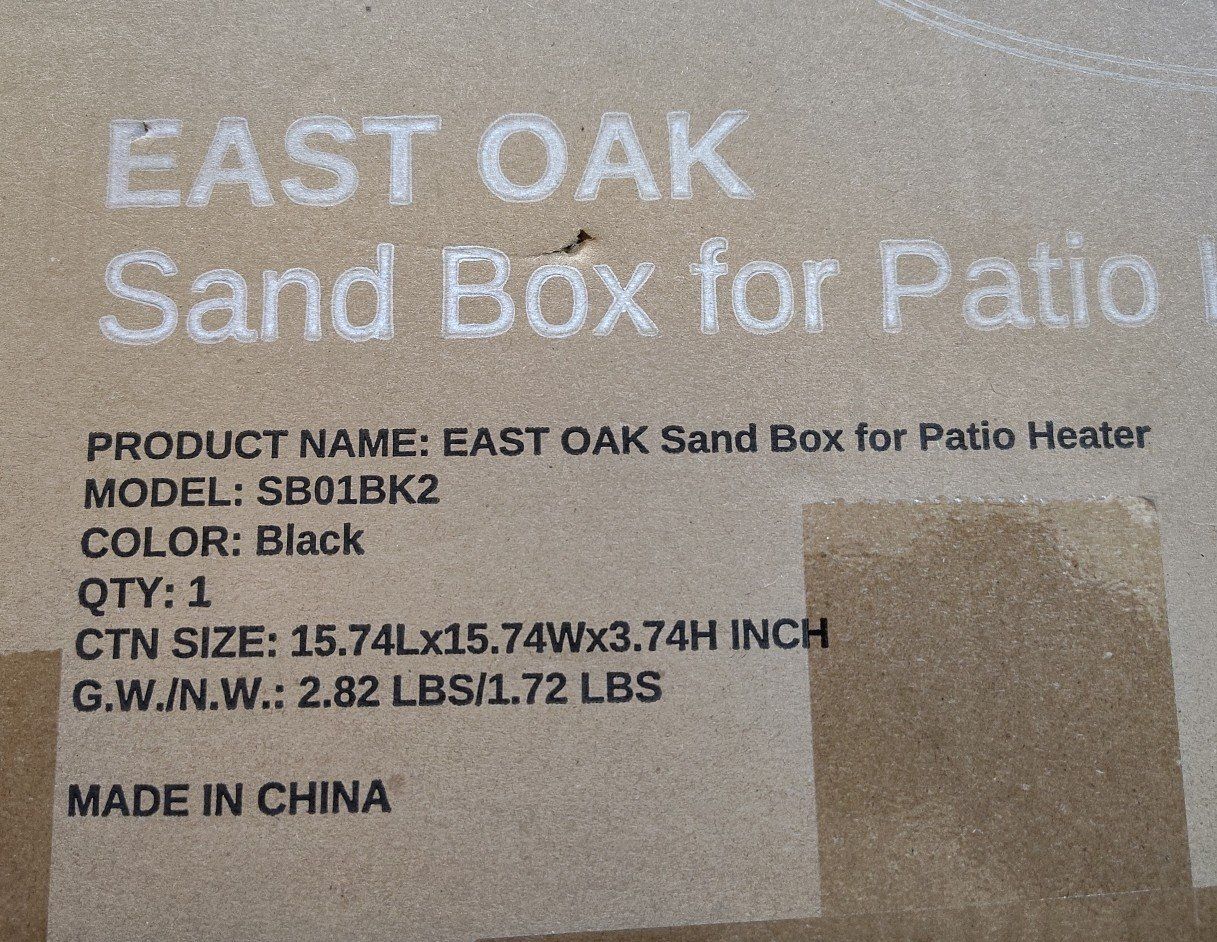 EAST OAK
Sand Box for Patio
PRODUCT NAME: EAST OAK Sand Box for Patio Heater
MODEL: SB01BK2
COLOR: Black
QTY: 1
CTN SIZE: 15.74Lx15.74Wx3.74H INCH
G.W./N.W.: 2.82 LBS/1.72 LBS
MADE IN CHINA